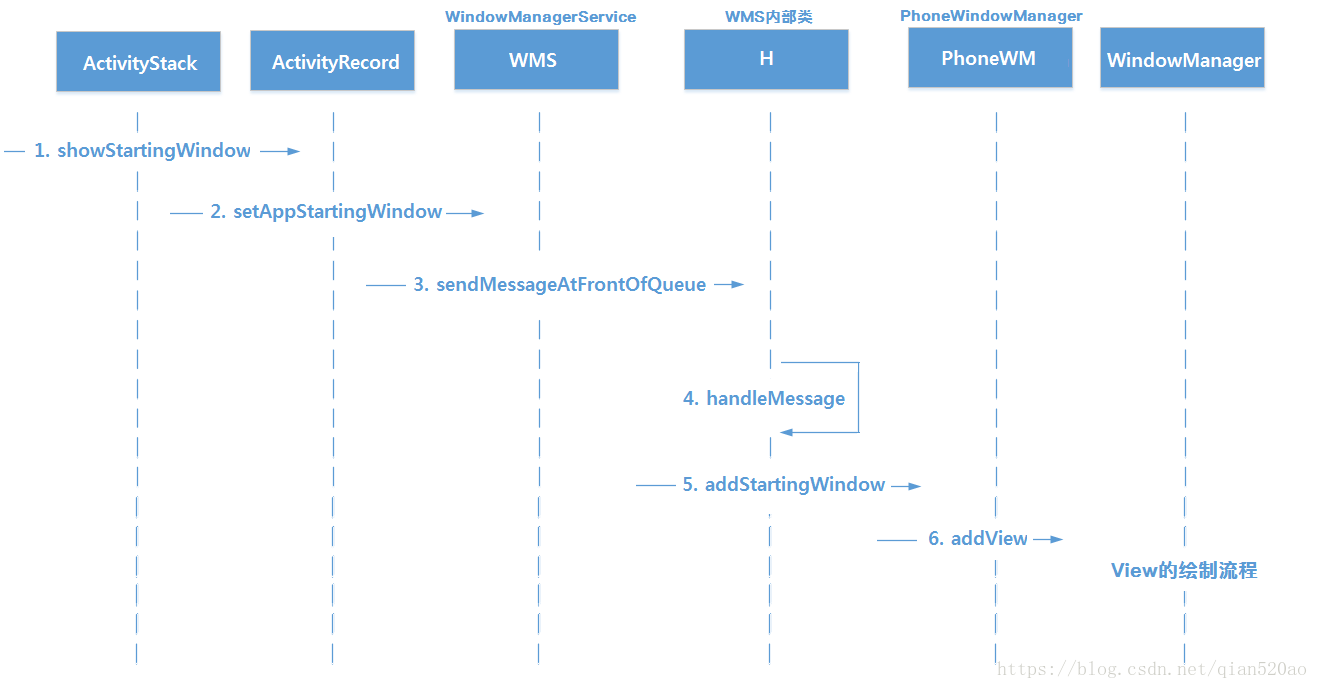 WindowManagerService
WMS内部类
PhoneWindowManager
ActivityStack
ActivityRecord
WMS
H
PhoneWM
WindowManager
1. showStartingWindow
2. setAppStartingWindow
3. sendMessageAtFrontOfQueue
4. handleMessage
5. addStartingWindow
6. addView
View的绘制流程
https://blog.csdn.net/qian520ao